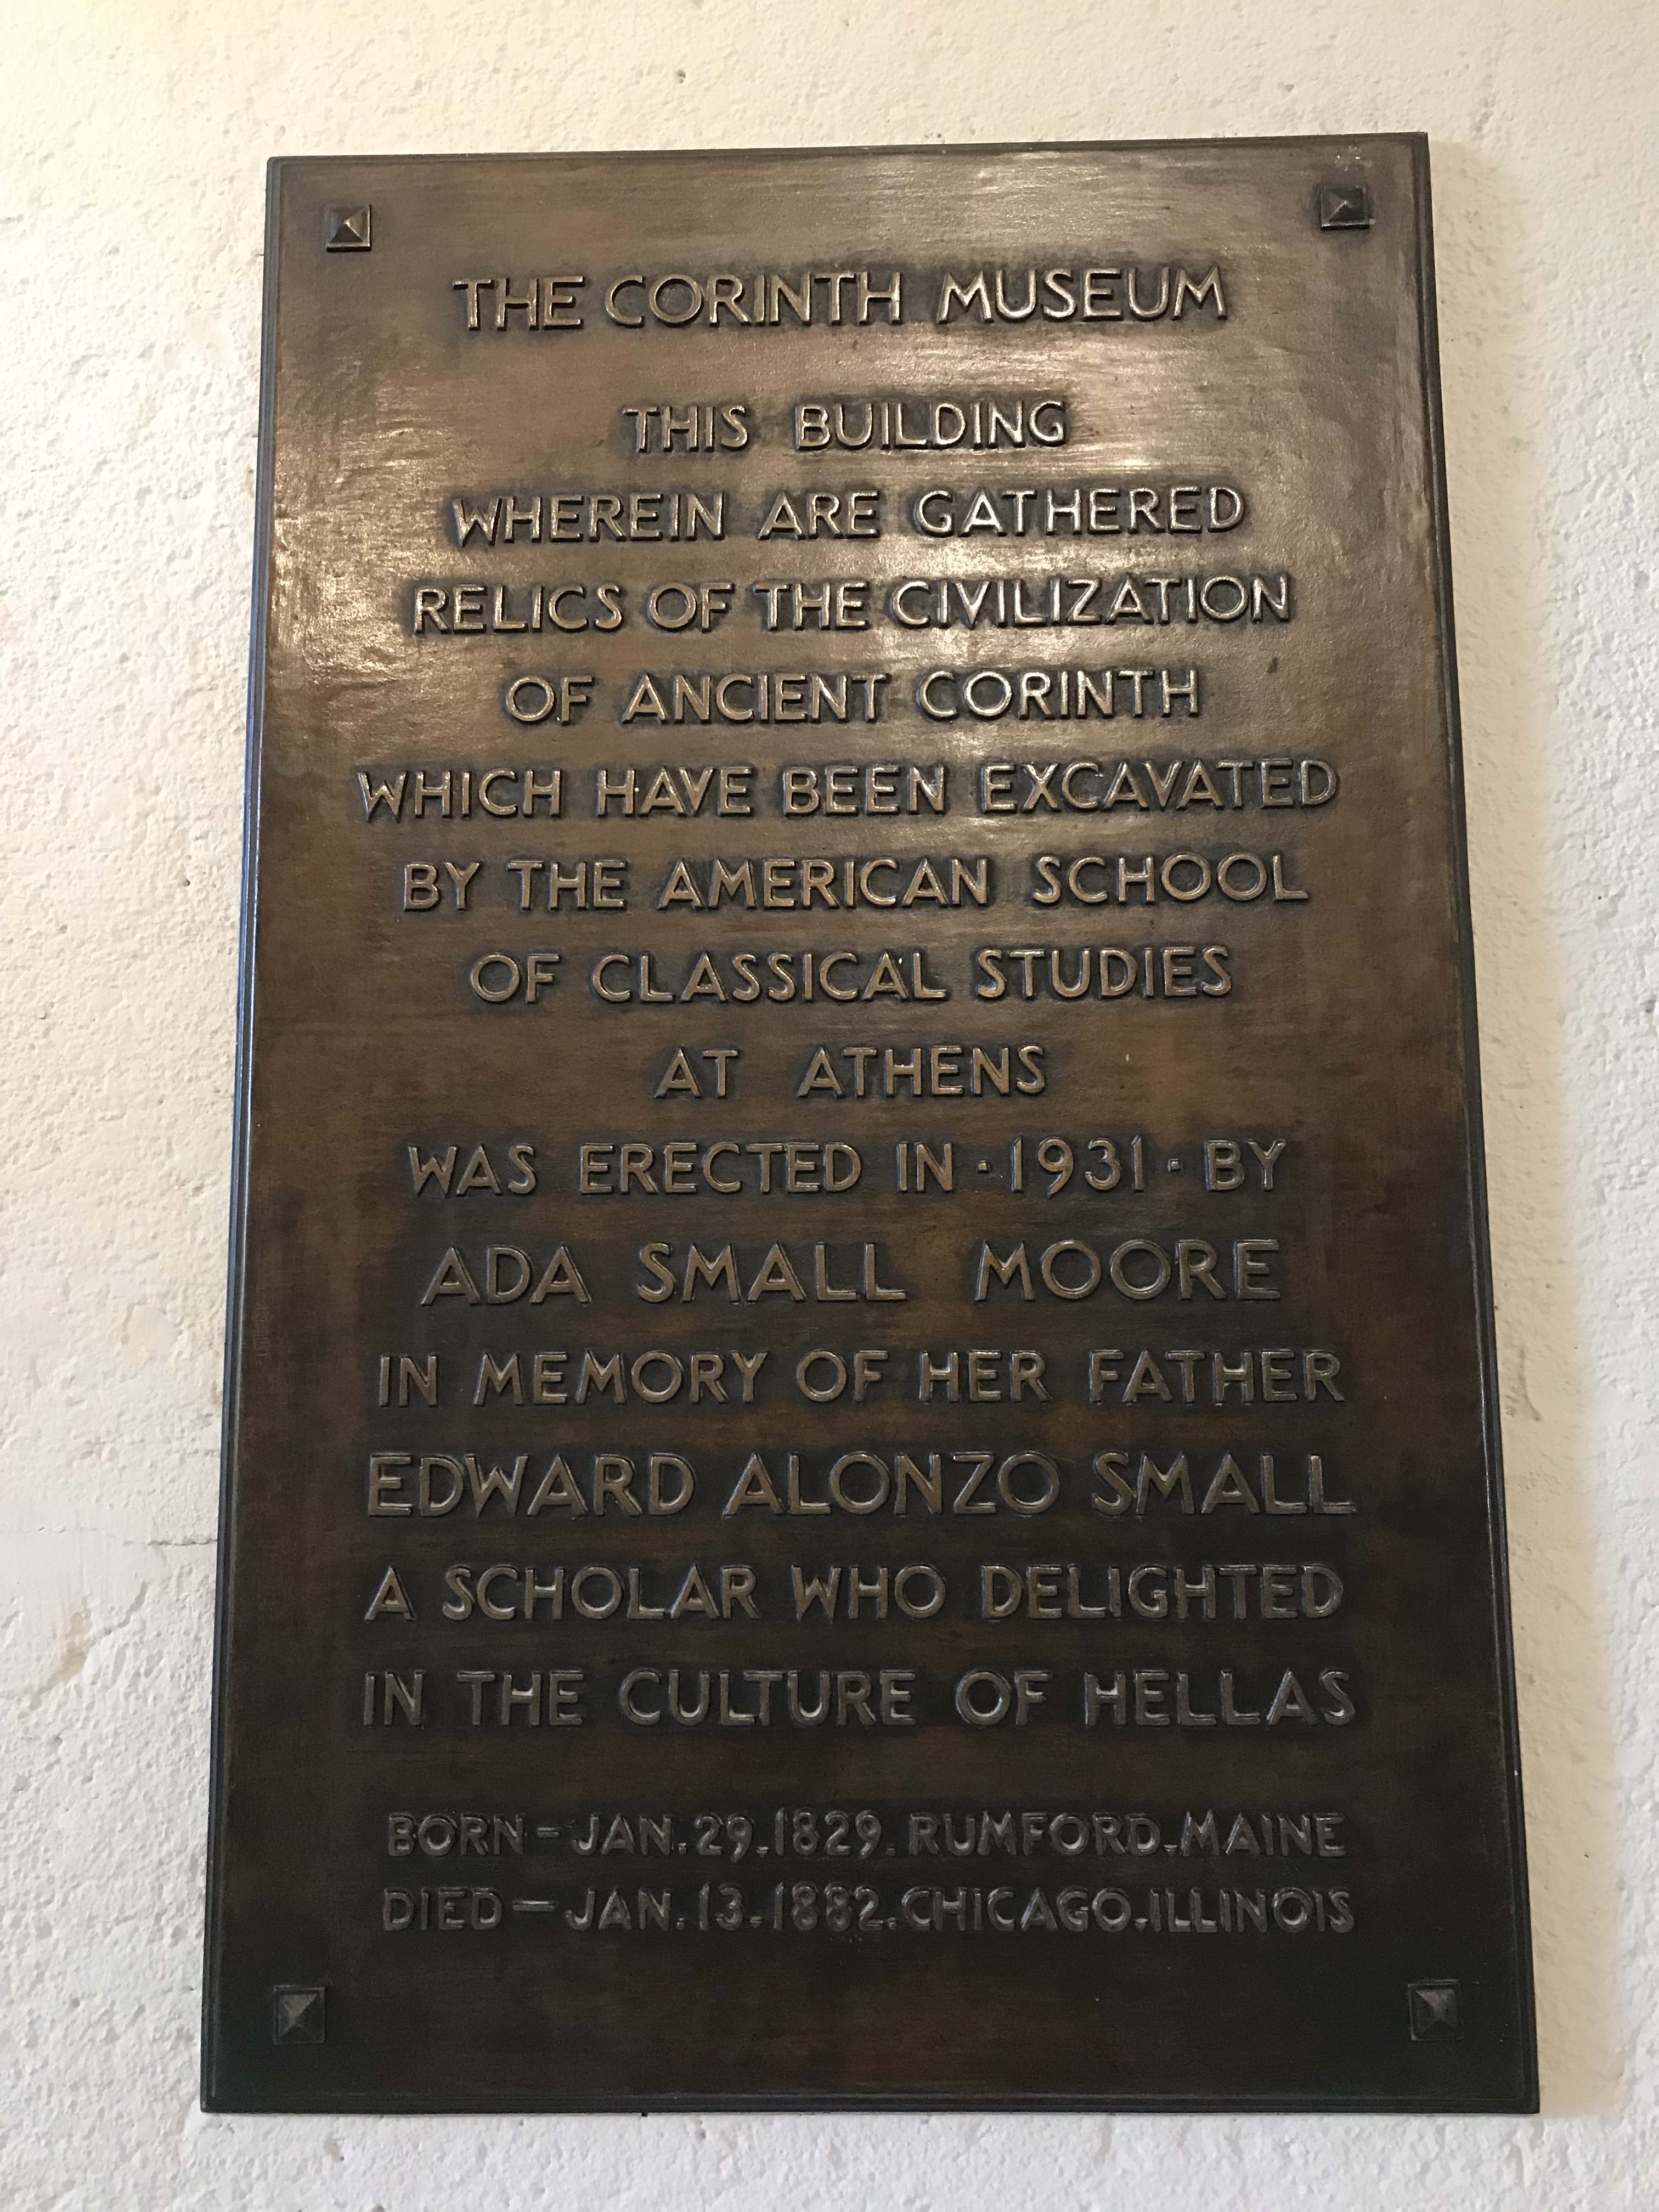 THE CORINTH MUSEUM
THIS BUILDING
WHEREIN ARE GATHERED
RELICS OF THE CIVILIZATION
OF ANCIENT CORINTH
WHICH HAVE BEEN EXCAVATED
BY THE AMERICAN SCHOOL
OF CLASSICAL STUDIES
AT ATHENS
WAS ERECTED IN · 1931 · BY
ADA SMALL MOORE
IN MEMORY OF HER FATHER
EDWARD ALONZO SMALL
A SCHOLAR WHO DELIGHTED
IN THE CULTURE OF HELLAS
BORN – JAN. 29. 1829. RUMFORD. MAINE
DIED – JAN. 13. 1882. CHICAGO. ILLINOIS